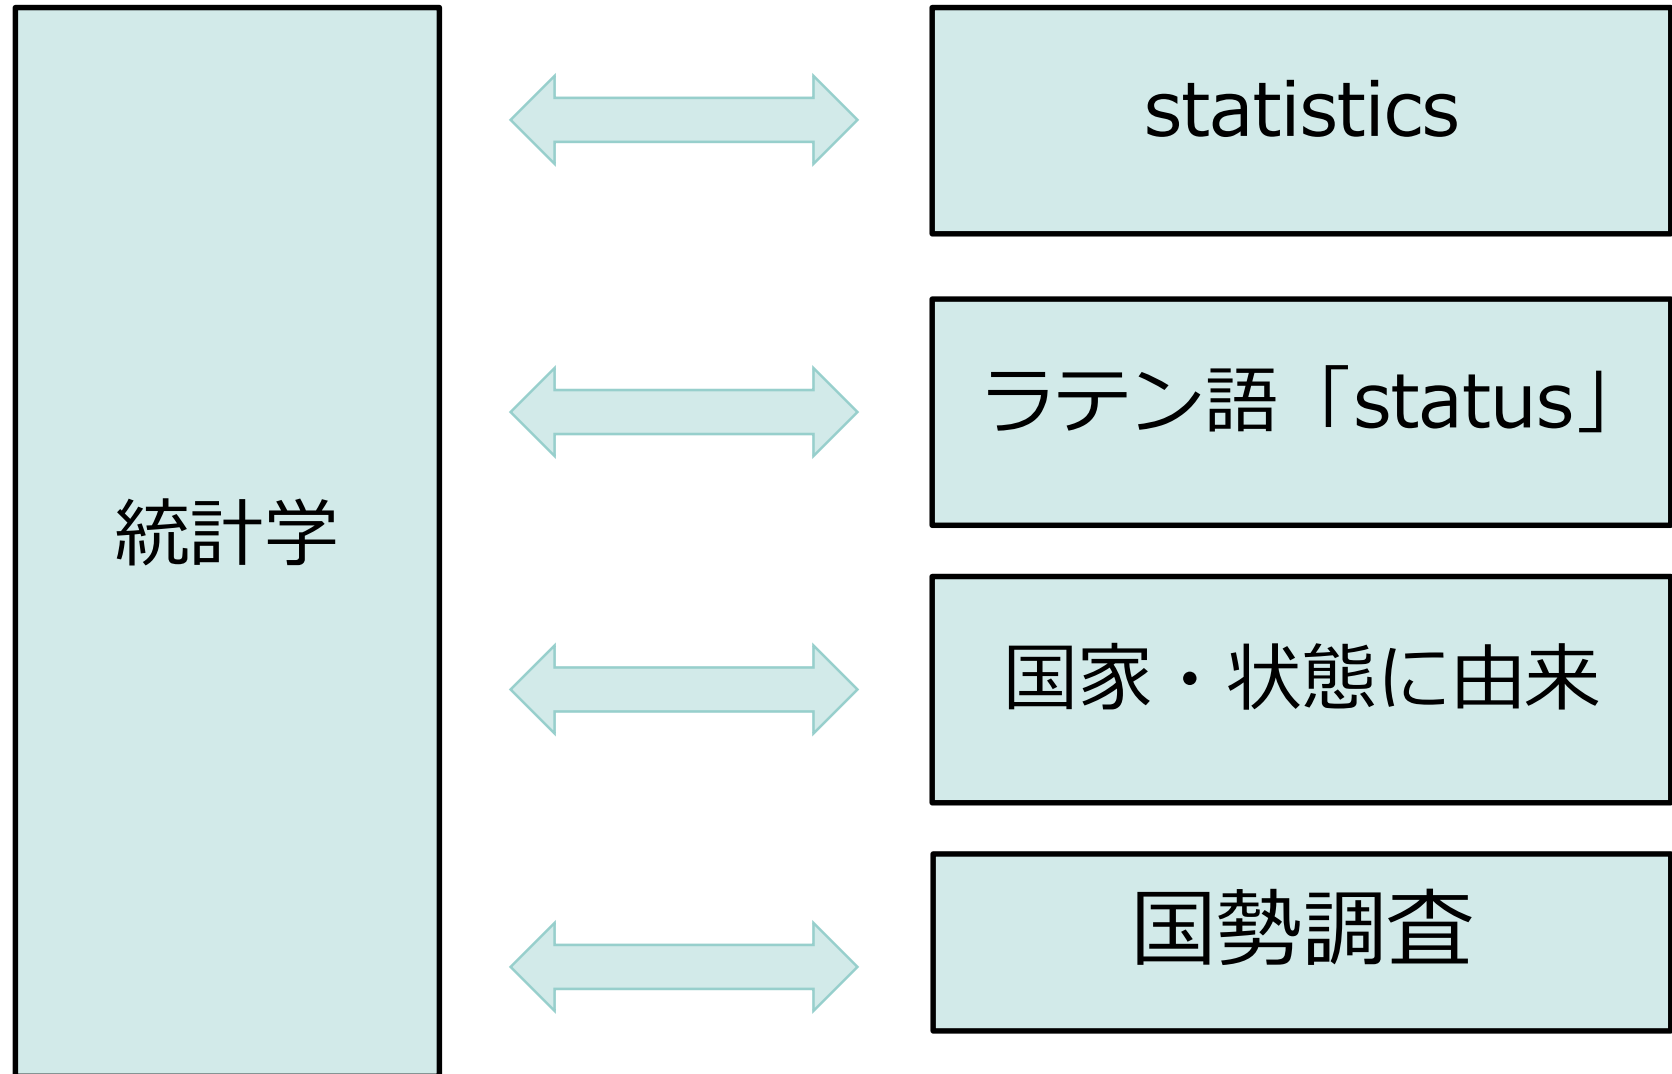 統計学
statistics
ラテン語「status」
国家・状態に由来
国勢調査